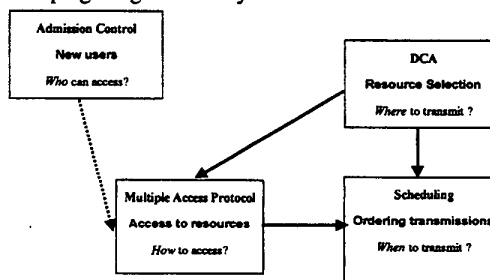 Admission Control
New users
Who can access?
DCA
Resource Selection
Where to transmit ?
Multiple Access Protocol
Access to resources
How to access?
Scheduling
Ordering transmissions
When to transmit ?